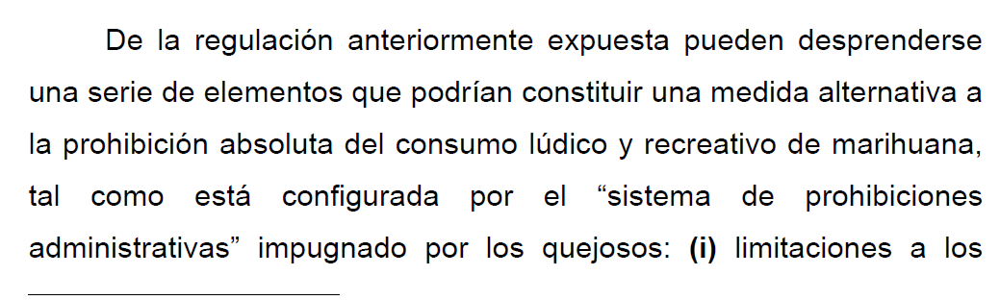 De la regulación anteriormente expuesta pueden desprenderse
una serie de elementos que podrían constituir una medida alternativa a
la prohibición absoluta del consumo lúdico y recreativo de marihuana,
tal como está configurada por el “sistema de prohibiciones
administrativas” impugnado por los quejosos: (i) limitaciones a los